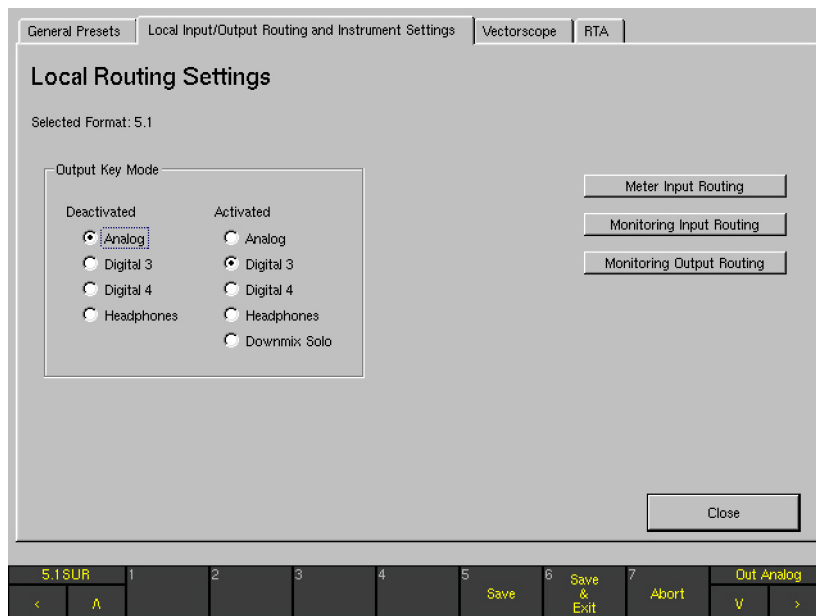 General Presets
Local Input/Output Routing and Instrument Settings
Vectorscope
RTA
Local Routing Settings
Selected Format: 5.1
Output Key Mode
Deactivated
Activated
Analog
Analog
Digital 3
Digital 3
Digital 4
Digital 4
Headphones
Headphones
Downmix Solo
Meter Input Routing
Monitoring Input Routing
Monitoring Output Routing
Close
5.1SUR
1
2
3
4
5
Save
6
Save
&
Exit
7
Abort
Out Analog
<
Λ
V
>